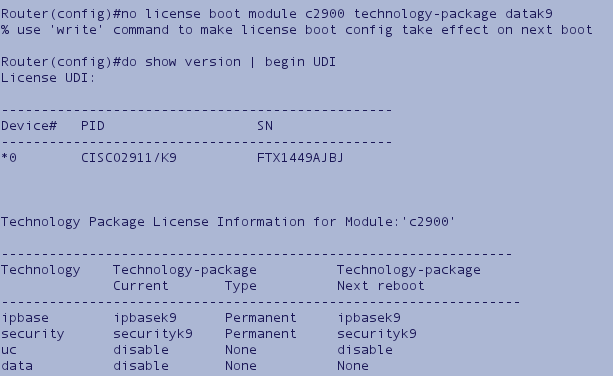 Router(config)#no license boot module c2900 technology-package datak9
% use 'write' command to make license boot config take effect on next boot
Router(config)#do show version | begin UDI
License UDI:
-------------------------------------------------
Device#   PID                   SN
-------------------------------------------------
*0        CISCO2911/K9          FTX1449AJBJ
Technology Package License Information for Module:'c2900'
----------------------------------------------------------------
Technology    Technology-package          Technology-package
              Current       Type          Next reboot
-----------------------------------------------------------------
ipbase        ipbasek9      Permanent     ipbasek9
security      securityk9    Permanent     securityk9
uc            disable       None          disable
data          disable       None          None